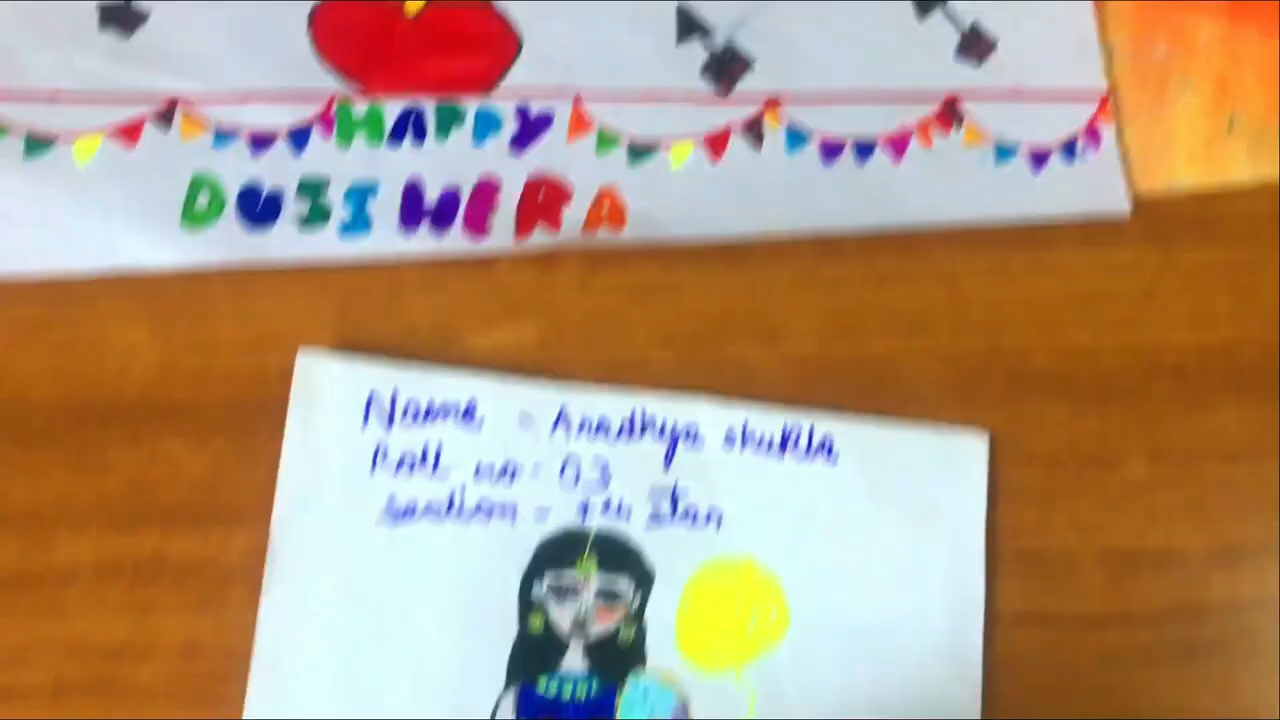 HAPPY
DUSSHERA
Name - Aradhya Shukla
Roll no - 03
Section -